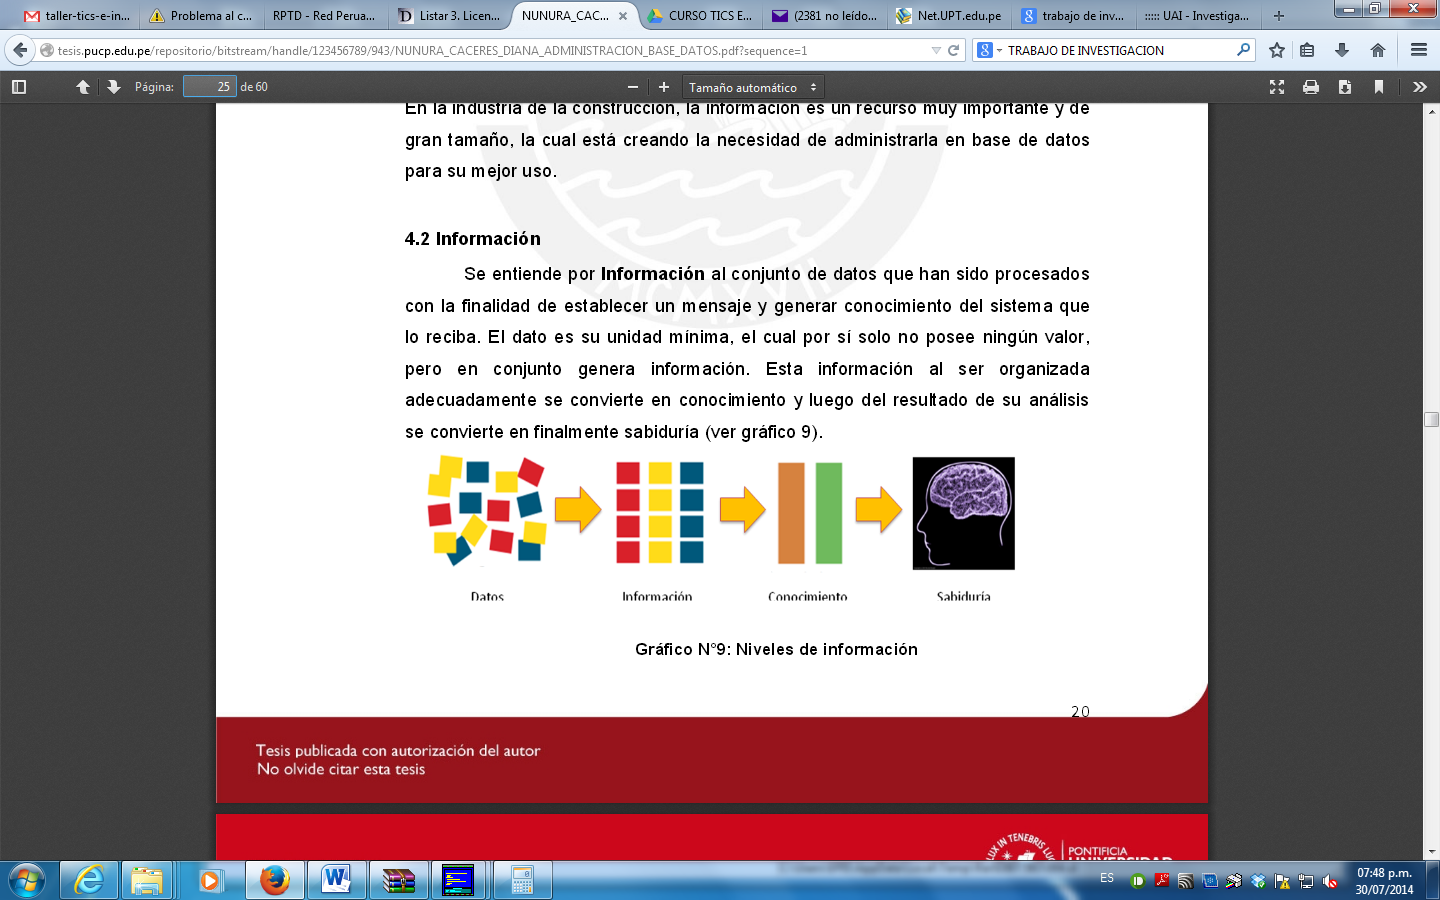 taller-tics-e-in...
Problema al c...
RPTD - Red Perua...
Listar 3. Licen...
NUNURA_CAC...
CURSO TICS E...
(2381 no leído...
Net.UPT.edu.pe
trabajo de inv...
::::: UAI - Investiga...
tesis.pucp.edu.pe/repositorio/bitstream/handle/123456789/943/NUNURA_CACERES_DIANA_ADMINISTRACION_BASE_DATOS.pdf?sequence=1
TRABAJO DE INVESTIGACION
Página: 25 de 60
Tamaño automático
En la industria de la construcción, la información es un recurso muy importante y de
gran tamaño, la cual está creando la necesidad de administrarla en base de datos
para su mejor uso.
4.2 Información
Se entiende por Información al conjunto de datos que han sido procesados
con la finalidad de establecer un mensaje y generar conocimiento del sistema que
lo reciba. El dato es su unidad mínima, el cual por sí solo no posee ningún valor,
pero en conjunto genera información. Esta información al ser organizada
adecuadamente se convierte en conocimiento y luego del resultado de su análisis
se convierte en finalmente sabiduría (ver gráfico 9).
Datos
Información
Conocimiento
Sabiduría
Gráfico N°9: Niveles de información
20
MCMXVII
Tesis publicada con autorización del autor
No olvide citar esta tesis
LUX IN TENEBRIS LUC
PONTIFICIA
UNIVERSIDAD
ES
07:48 p.m.
30/07/2014